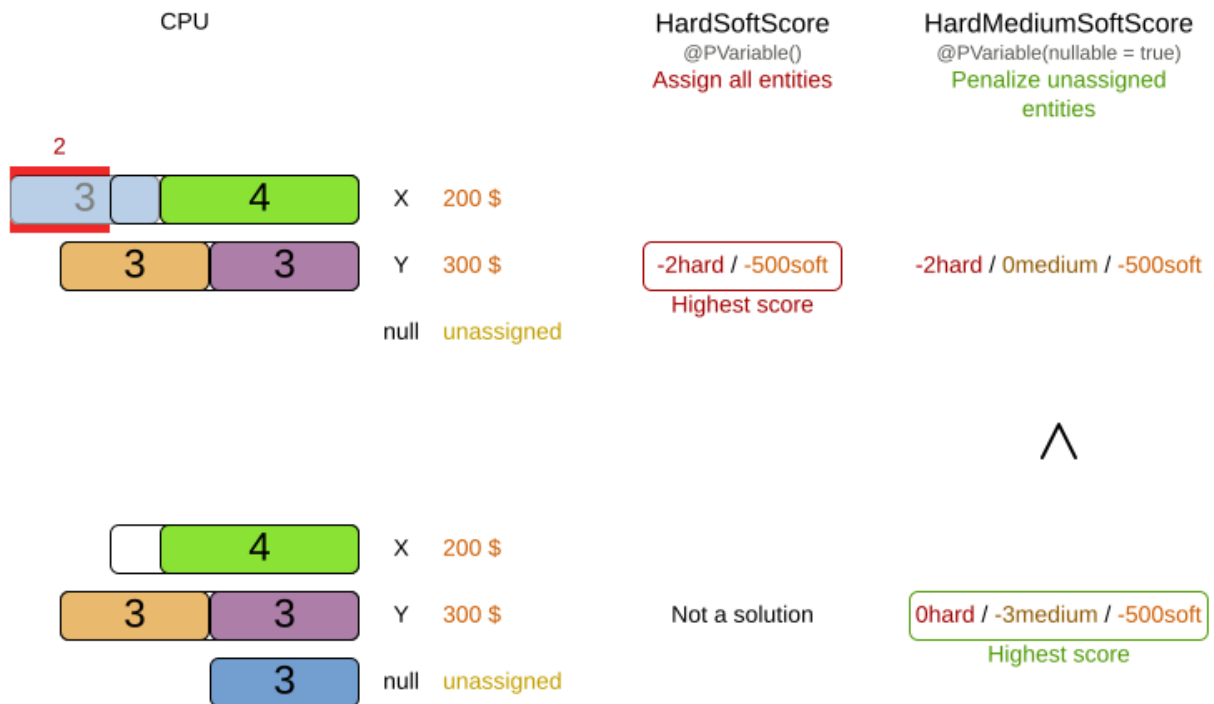 CPU
HardSoftScore
@PVariable()
Assign all entities
HardMediumSoftScore
@PVariable(nullable = true)
Penalize unassigned
entities
2
3 4 X 200 $
3 3 Y 300 $
-2hard / -500soft
-2hard / 0medium / -500soft
Highest score
null unassigned
4 X 200 $
3 3 Y 300 $
Not a solution
0hard / -3medium / -500soft
Highest score
3 null unassigned